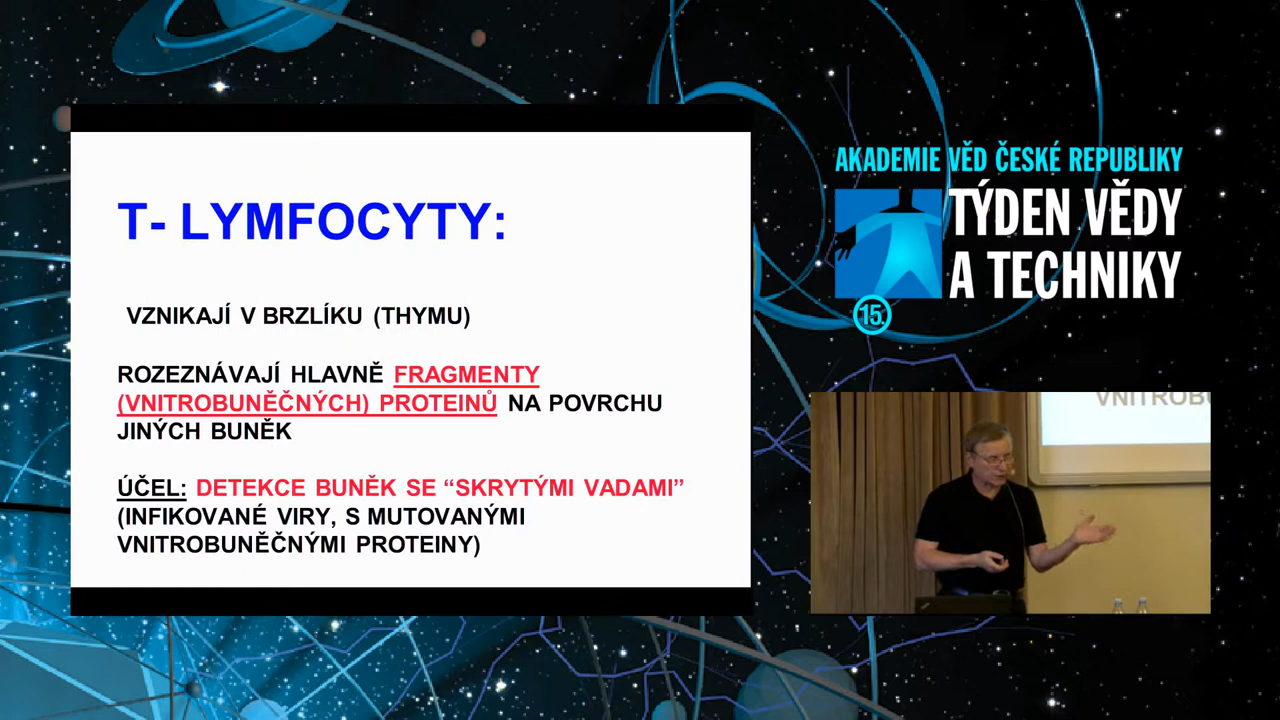 T- LYMFOCYTY:
VZNIKAJÍ V BRZLÍKU (THYMU)
ROZEZNÁVAJÍ HLAVNĚ FRAGMENTY
(VNITROBUNĚČNÝCH) PROTEINŮ NA POVRCHU
JINÝCH BUNĚK
ÚČEL: DETEKCE BUNĚK SE “SKRYTÝMI VADAMI”
(INFIKOVANÉ VIRY, S MUTOVANÝMI
VNITROBUNĚČNÝMI PROTEINY)
AKADEMIE VĚD ČESKÉ REPUBLIKY
TÝDEN VĚDY
A TECHNIKY
15.
VNITROBU